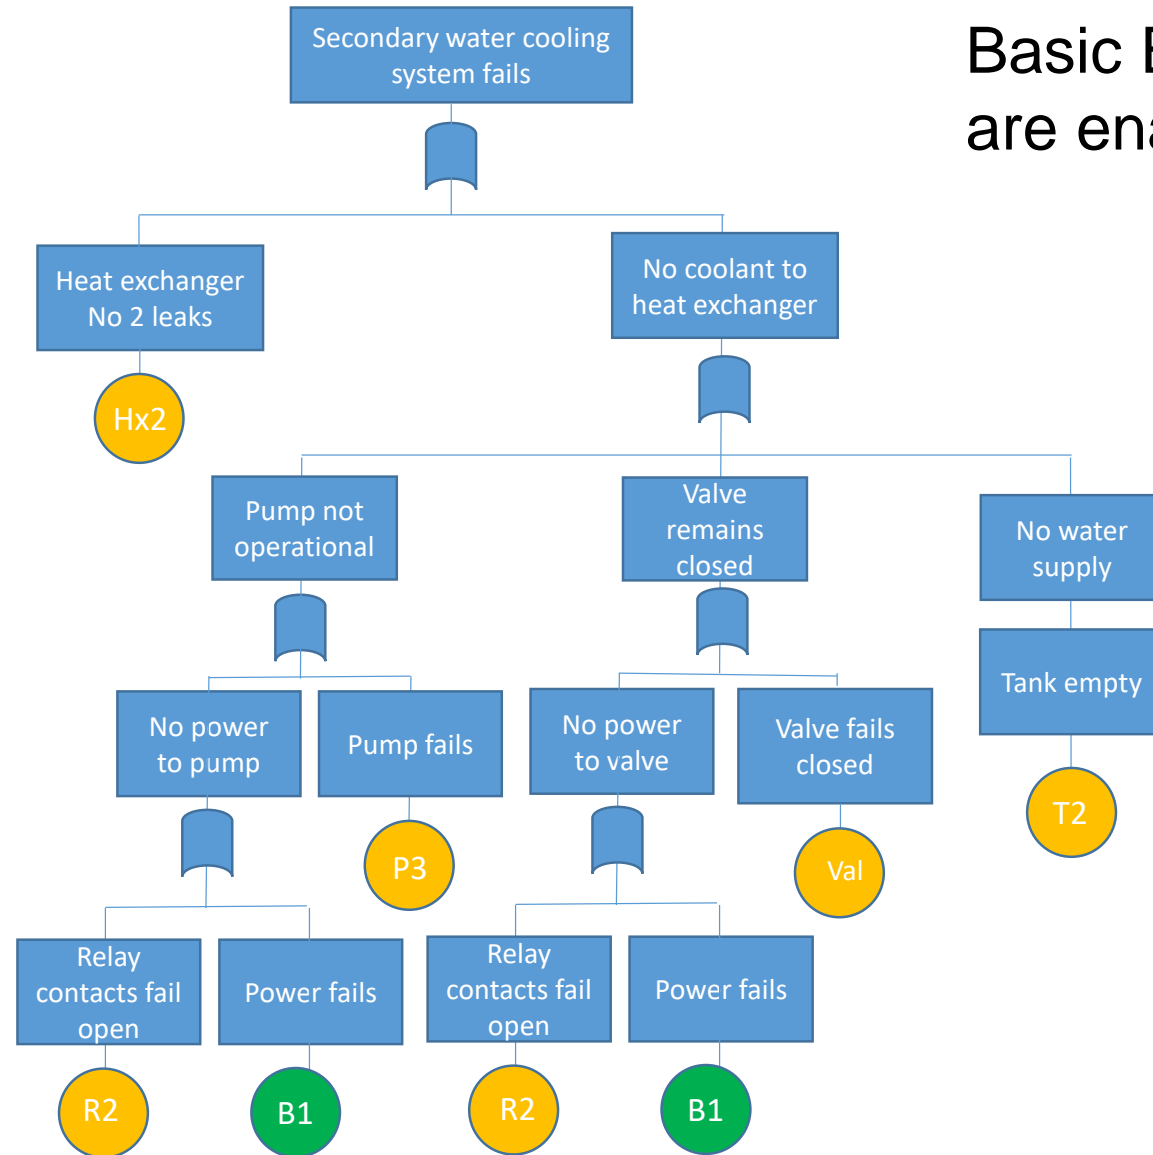 Secondary water cooling
system fails
Basic
are
Heat exchanger
No 2 leaks
No coolant to
heat exchanger
Hx2
Pump not
operational
Valve
remains
closed
No water
supply
No power
to pump
Pump fails
No power
to valve
Valve fails
closed
Tank empty
P3
Val
T2
Relay
contacts fail
open
Power fails
Relay
contacts fail
open
Power fails
R2
B1
R2
B1